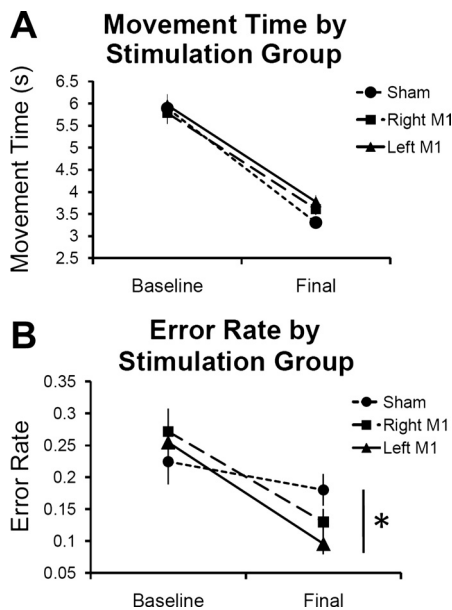 A
Movement Time by
Stimulation Group
Movement Time (s)
6.5
6
5.5
5
4.5
4
3.5
3
2.5
Baseline
Final
Sham
Right M1
Left M1
B
Error Rate by
Stimulation Group
Error Rate
0.35
0.3
0.25
0.2
0.15
0.1
0.05
Baseline
Final
Sham
Right M1
Left M1
*